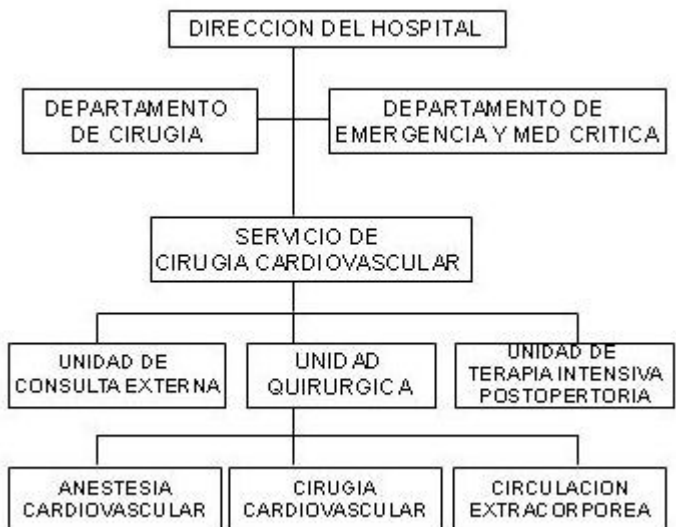 DIRECCION DEL HOSPITAL
DEPARTAMENTO
DE CIRUGIA
DEPARTAMENTO DE
EMERGENCIA Y MED CRITICA
SERVICIO DE
CIRUGIA CARDIOVASCULAR
UNIDAD DE
CONSULTA EXTERNA
UNIDAD
QUIRURGICA
UNIDAD DE
TERAPIA INTENSIVA
POSTOPERTORIA
ANESTESIA
CARDIOVASCULAR
CIRUGIA
CARDIOVASCULAR
CIRCULACION
EXTRACORPOREA